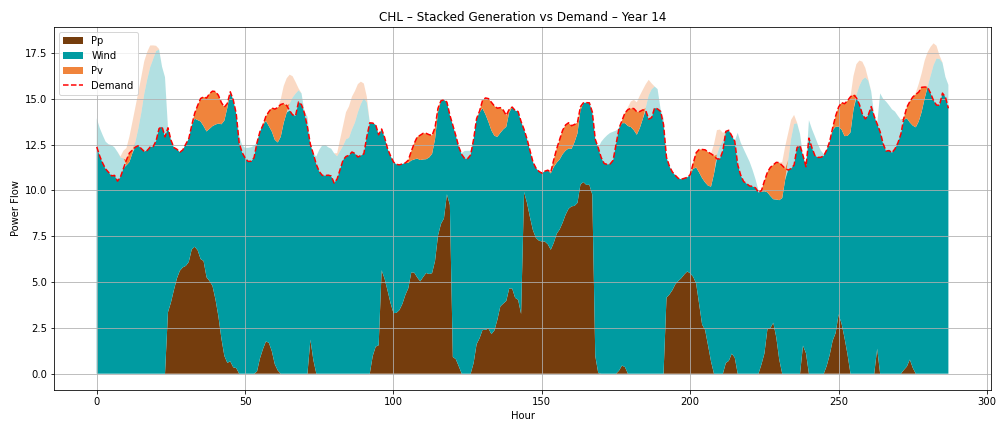 CHL – Stacked Generation vs Demand – Year 14
Pp
Wind
Pv
Demand
Power Flow
17.5
15.0
12.5
10.0
7.5
5.0
2.5
0.0
0 50 100 150 200 250 300
Hour